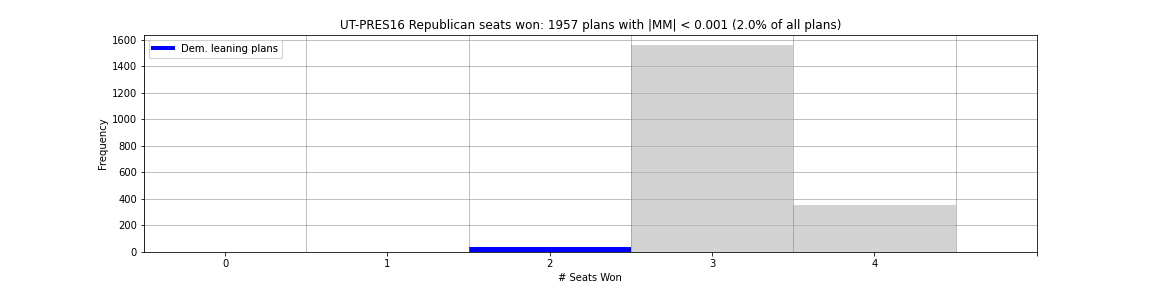 UT-PRES16 Republican seats won: 1957 plans with |MM| < 0.001 (2.0% of all plans)
Dem. leaning plans
1600
1400
1200
1000
800
600
400
200
0
Frequency
0 1 2 3 4
# Seats Won